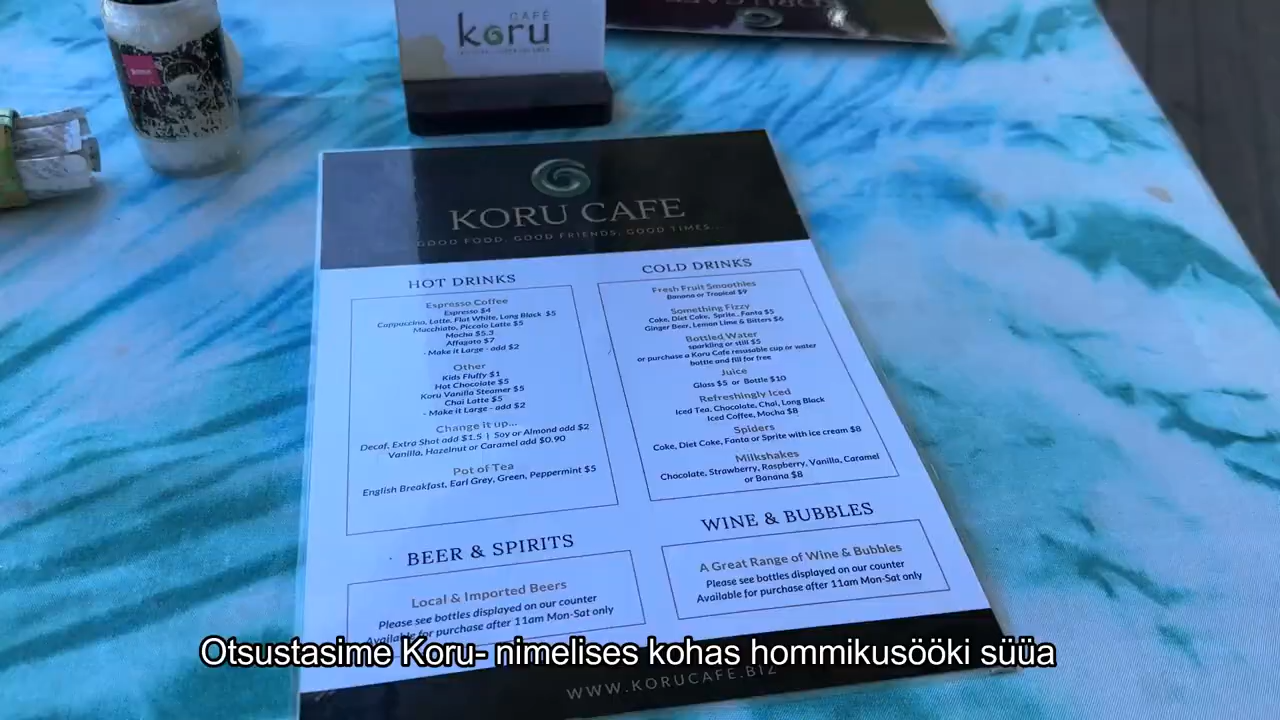 CAFÉ
koru
KORU CAFE
GOOD FOOD, GOOD FRIENDS, GOOD TIMES...
HOT DRINKS
Espresso Coffee
Espresso $4
Cappaccino, Latte, Flat White, Long Black $5
Mucchiato, Piccolo Latte $5
Mocha $5.3
Affagato $7
- Make it Large - add $2
Other
Kids Fluffy $1
Hot Chocolate $5
Koru Vanilla Steamer $5
Chai Latte $5
- Make it Large - add $2
Change it up...
Decaf, Extra Shot add $1.5 | Soy or Almond add $2
Vanilla, Hazelnut or Caramel add $0.90
Pot of Tea
English Breakfast, Earl Grey, Green, Peppermint $5
COLD DRINKS
Fresh Fruit Smoothies
Banana or Tropical $9
Something Fizzy
Coke, Diet Coke, Sprite, Fanta $5
Ginger Beer, Lemon Lime & Bitters $6
Bottled Water
sparkling or still $5
or purchase a Koru Cafe resusable cup or water
bottle and fill for free
Juice
Glass $5 or Bottle $10
Refreshingly Iced
Iced Tea, Chocolate, Chai, Long Black
Iced Coffee, Mocha $8
Spiders
Coke, Diet Coke, Fanta or Sprite with ice cream $8
Milkshakes
Chocolate, Strawberry, Raspberry, Vanilla, Caramel
or Banana $8
BEER & SPIRITS
Local & Imported Beers
Please see bottles displayed on our counter
Available for purchase after 11am Mon-Sat only
WINE & BUBBLES
A Great Range of Wine & Bubbles
Please see bottles displayed on our counter
Available for purchase after 11am Mon-Sat only
WWW.KORUCAFE.BIZ
Otsustasime Koru- nimelises kohas hommikusööki süüa